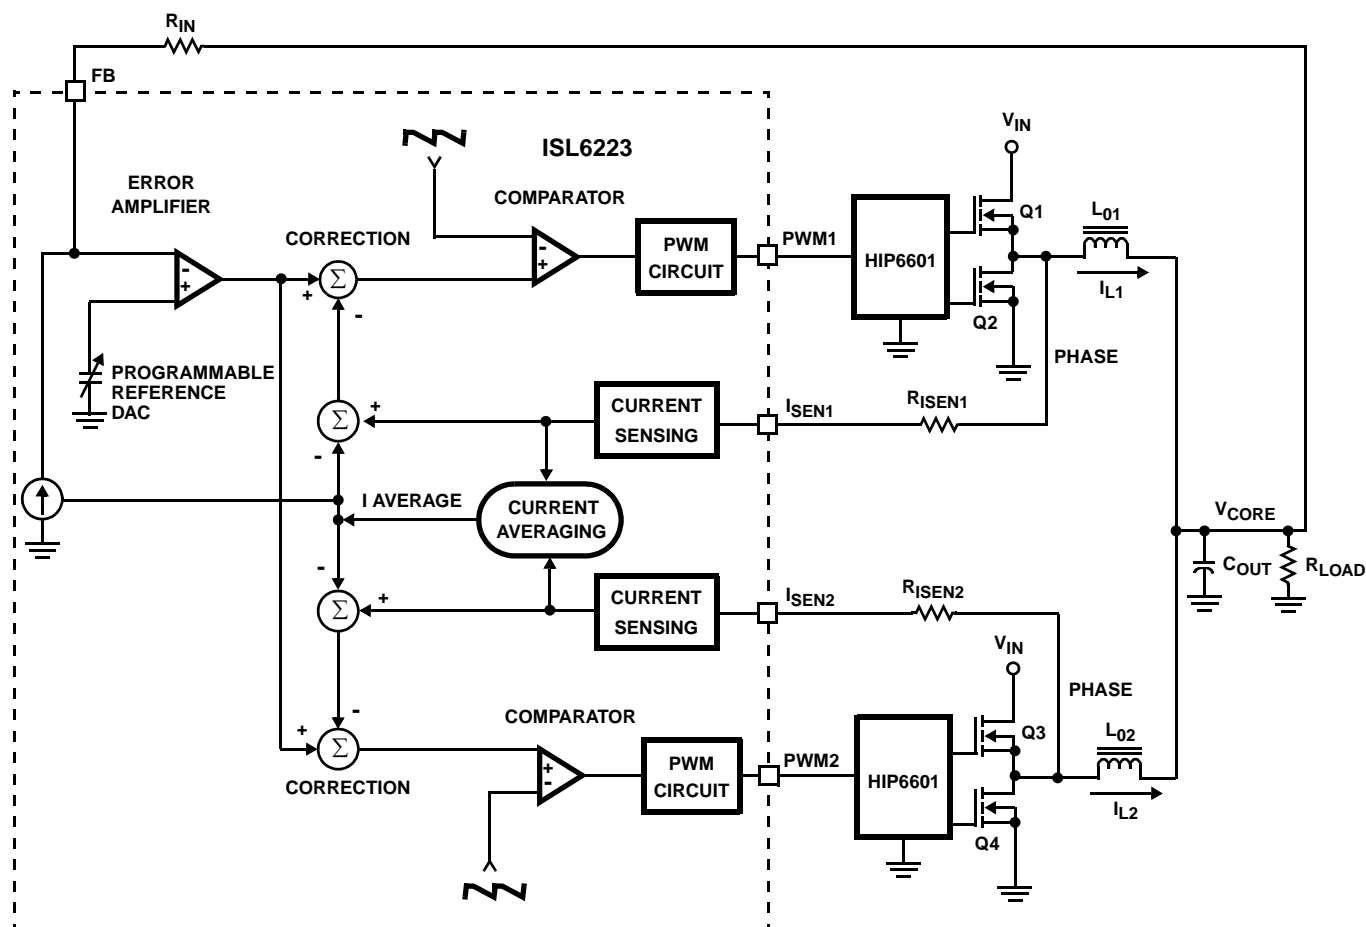 RIN
FB
ISL6223
VIN
ERROR
AMPLIFIER
COMPARATOR
CORRECTION
Q1
L01
PWM
CIRCUIT
PWM1
HIP6601
-
+
-
+
Σ
+
-
IL1
Q2
PROGRAMMABLE
REFERENCE
DAC
PHASE
CURRENT
SENSING
ISEN1
RISEN1
Σ
+
-
I AVERAGE
CURRENT
AVERAGING
VCORE
COUT
RLOAD
-
Σ
+
CURRENT
SENSING
ISEN2
RISEN2
VIN
PHASE
-
COMPARATOR
+
Σ
CORRECTION
+
-
PWM
CIRCUIT
PWM2
HIP6601
Q3
L02
IL2
Q4